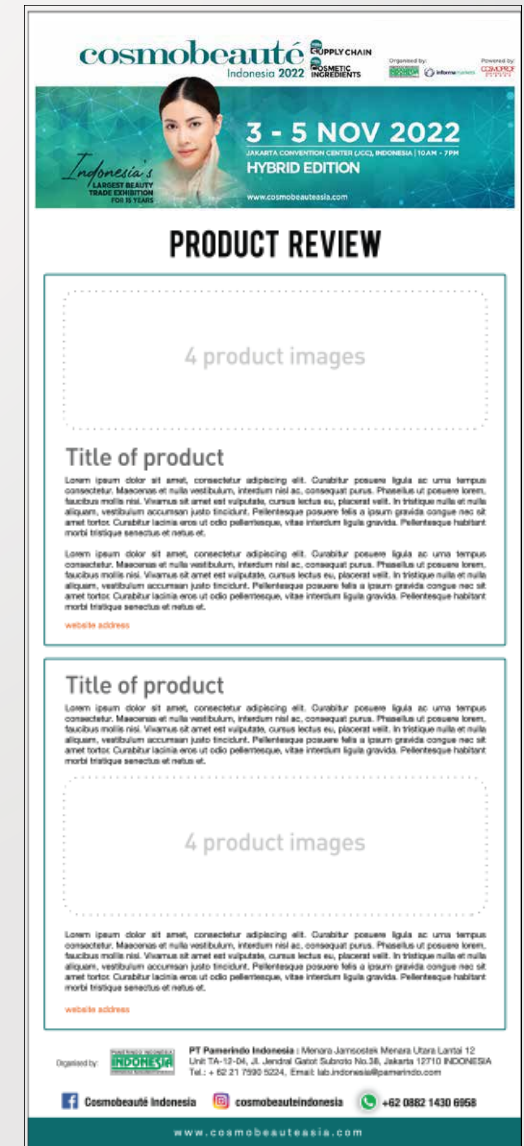 cosmobeauté
Indonesia 2022
SUPPLY CHAIN
COSMETIC
INGREDIENTS
Organised by:
INDONESIA
informa markets
Powered by:
COSMOPROF
3 - 5 NOV 2022
JAKARTA CONVENTION CENTER (JCC), INDONESIA | 10AM - 7PM
HYBRID EDITION
www.cosmobeauteasia.com
Indonesia's
LARGEST BEAUTY
TRADE EXHIBITION
FOR 15 YEARS
PRODUCT REVIEW
4 product images
Title of product
Lorem ipsum dolor sit amet, consectetur adipiscing elit. Curabitur posuere ligula ac urna tempus
consectetur. Maecenas et nulla vestibulum, interdum nisl ac, consequat purus. Phasellus ut posuere lorem,
faucibus mollis nisi. Vivamus sit amet est vulputate, cursus lectus eu, placerat velit. In tristique nulla et nulla
aliquam, vestibulum accumsan justo tincidunt. Pellentesque posuere felis a ipsum gravida congue nec sit
amet tortor. Curabitur lacinia eros ut odio pellentesque, vitae interdum ligula gravida. Pellentesque habitant
morbi tristique senectus et netus et.
Lorem ipsum dolor sit amet, consectetur adipiscing elit. Curabitur posuere ligula ac urna tempus
consectetur. Maecenas et nulla vestibulum, interdum nisl ac, consequat purus. Phasellus ut posuere lorem,
faucibus mollis nisi. Vivamus sit amet est vulputate, cursus lectus eu, placerat velit. In tristique nulla et nulla
aliquam, vestibulum accumsan justo tincidunt. Pellentesque posuere felis a ipsum gravida congue nec sit
amet tortor. Curabitur lacinia eros ut odio pellentesque, vitae interdum ligula gravida. Pellentesque habitant
morbi tristique senectus et netus et.
website address
Title of product
Lorem ipsum dolor sit amet, consectetur adipiscing elit. Curabitur posuere ligula ac urna tempus
consectetur. Maecenas et nulla vestibulum, interdum nisl ac, consequat purus. Phasellus ut posuere lorem,
faucibus mollis nisi. Vivamus sit amet est vulputate, cursus lectus eu, placerat velit. In tristique nulla et nulla
aliquam, vestibulum accumsan justo tincidunt. Pellentesque posuere felis a ipsum gravida congue nec sit
amet tortor. Curabitur lacinia eros ut odio pellentesque, vitae interdum ligula gravida. Pellentesque habitant
morbi tristique senectus et netus et.
4 product images
Lorem ipsum dolor sit amet, consectetur adipiscing elit. Curabitur posuere ligula ac urna tempus
consectetur. Maecenas et nulla vestibulum, interdum nisl ac, consequat purus. Phasellus ut posuere lorem,
faucibus mollis nisi. Vivamus sit amet est vulputate, cursus lectus eu, placerat velit. In tristique nulla et nulla
aliquam, vestibulum accumsan justo tincidunt. Pellentesque posuere felis a ipsum gravida congue nec sit
amet tortor. Curabitur lacinia eros ut odio pellentesque, vitae interdum ligula gravida. Pellentesque habitant
morbi tristique senectus et netus et.
website address
Organised by:
PAMERINDO INDONESIA
INDONESIA
PT Pamerindo Indonesia : Menara Jamsostek Menara Utara Lantai 12
Unit TA-12-04, Jl. Jendral Gatot Subroto No.38, Jakarta 12710 INDONESIA
Tel.: + 62 21 7590 5224, Email: lab.indonesia@pamerindo.com
Cosmobeauté Indonesia
cosmobeauteindonesia
+62 0882 1430 6958
www.cosmobeauteasia.com